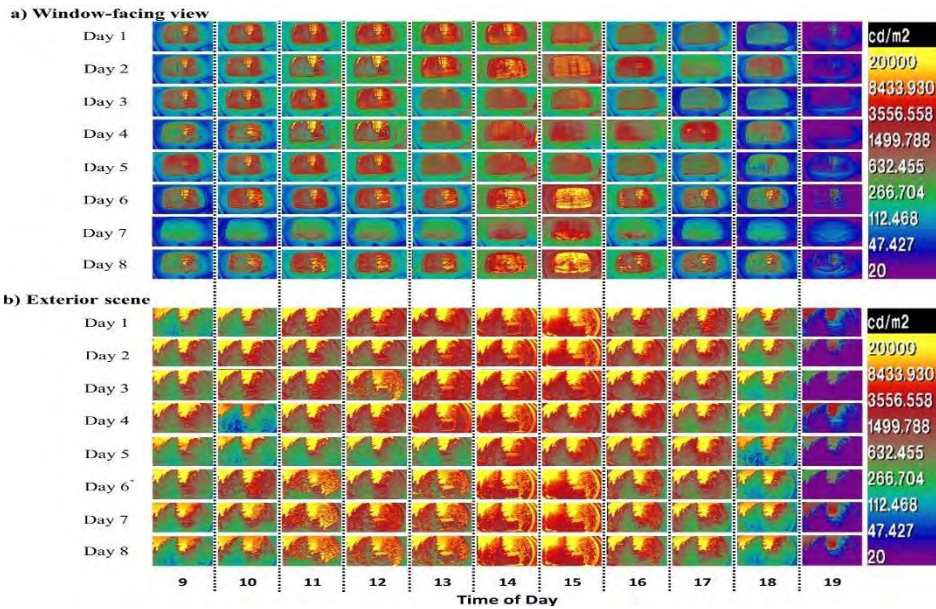 a) Window-facing view
Day 1
Day 2
Day 3
Day 4
Day 5
Day 6
Day 7
Day 8
cd/m2
20000
8433.930
3556.558
1499.788
632.455
266.704
112.468
47.427
20
b) Exterior scene
Day 1
Day 2
Day 3
Day 4
Day 5
Day 6
Day 7
Day 8
cd/m2
20000
8433.930
3556.558
1499.788
632.455
266.704
112.468
47.427
20
9 10 11 12 13 14 15 16 17 18 19
Time of Day